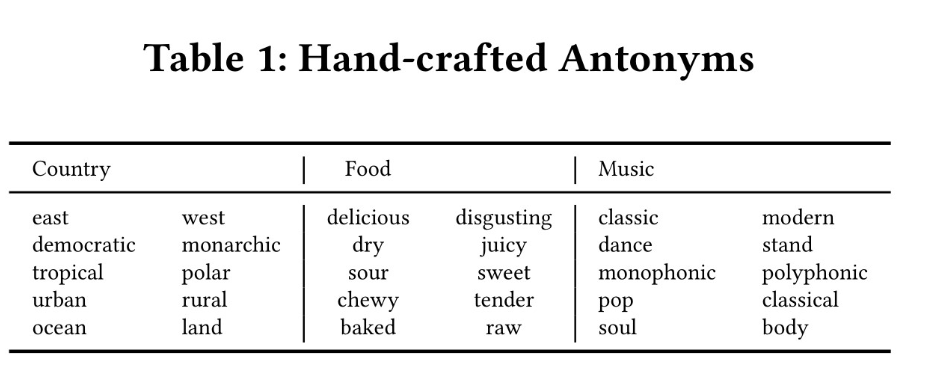 Table 1: Hand-crafted Antonyms
Country Food Music
east west delicious disgusting classic modern
democratic monarchic dry juicy dance stand
tropical polar sour sweet monophonic polyphonic
urban rural chewy tender pop classical
ocean land baked raw soul body